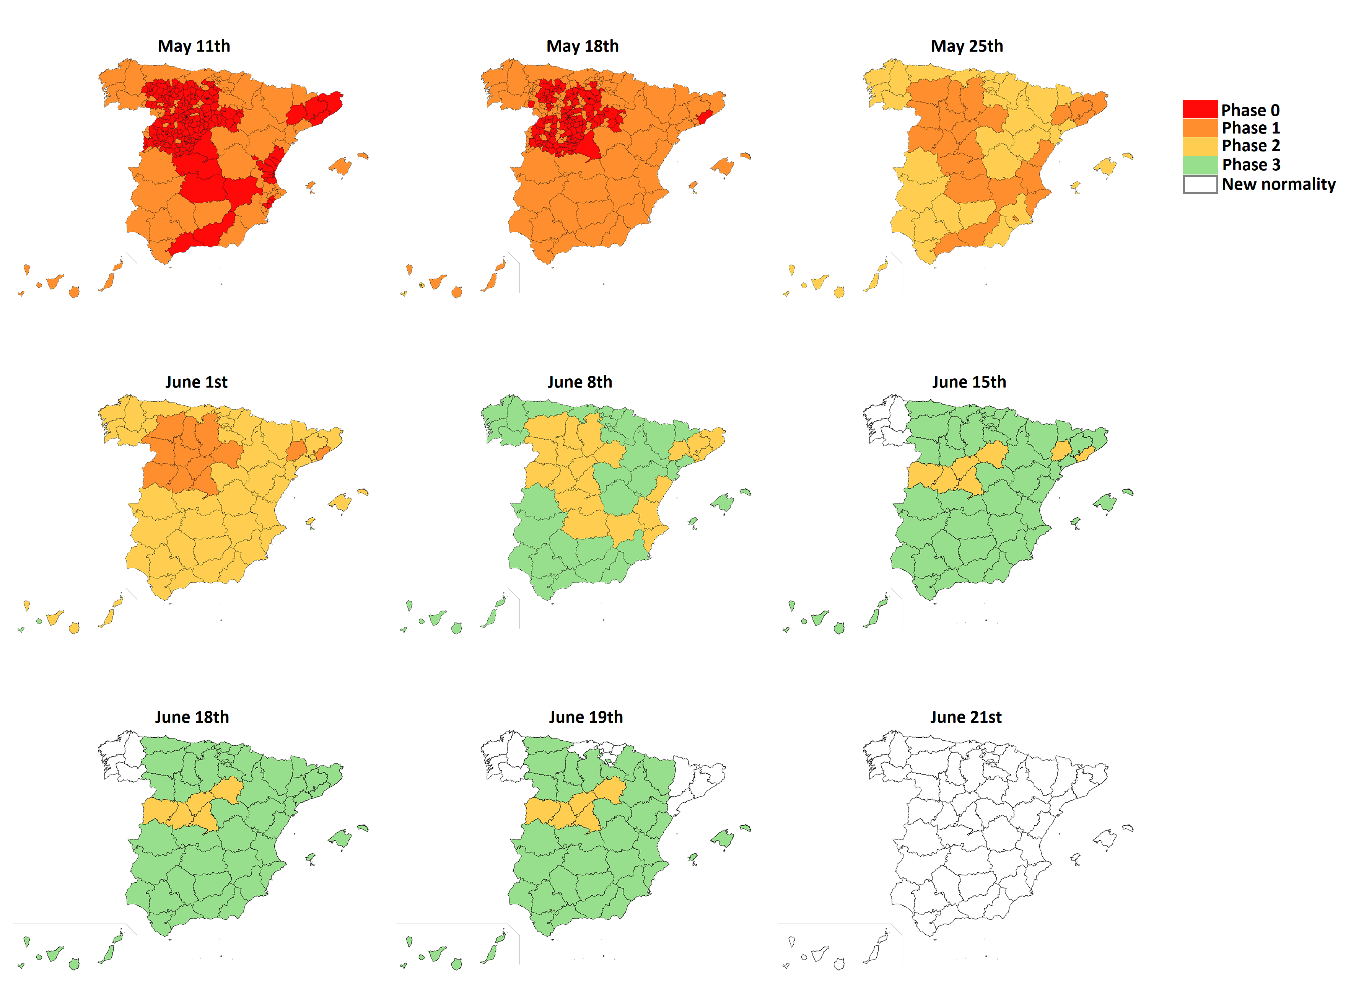 May 11th
May 18th
May 25th
Phase 0
Phase 1
Phase 2
Phase 3
New normality
June 1st
June 8th
June 15th
June 18th
June 19th
June 21st